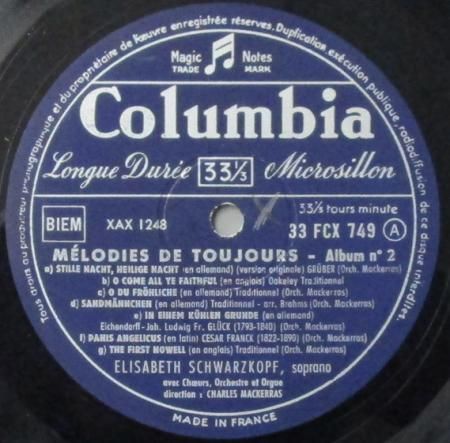 Tous droits du producteur phonographique et du propriétaire de l'œuvre enregistrée réservés. Duplication, exécution publique, radiodiffusion de ce disque interdites.
Magic Notes
TRADE MARK
Columbia
Longue Durée 33⅓ Microsillon
33⅓ tours minute
BIEM XAX 1248 33 FCX 749 A
MÉLODIES DE TOUJOURS - Album n° 2
a) STILLE NACHT, HEILIGE NACHT (en allemand) (version originale) GRÜBER (Orch. Mackerras)
b) O COME ALL YE FAITHFUL (en anglais) Oakeley Traditionnel
c) O DU FRÖHLICHE (en allemand) Traditionnel (Orch. Mackerras)
d) SANDMÄNNCHEN (en allemand) Traditionnel - arr. Brahms (Orch. Mackerras)
e) IN EINEM KÜHLEN GRUNDE (en allemand)
Eichendorff - Joh. Ludwig Fr. GLÜCK (1793-1840) (Orch. Mackerras)
f) PANIS ANGELICUS (en latin) CESAR FRANCK (1822-1890) (Orch. Mackerras)
g) THE FIRST NOWELL (en anglais) Traditionnel (Orch. Mackerras)
ELISABETH SCHWARZKOPF, soprano
avec Chœurs, Orchestre et Orgue
direction : CHARLES MACKERRAS
MADE IN FRANCE